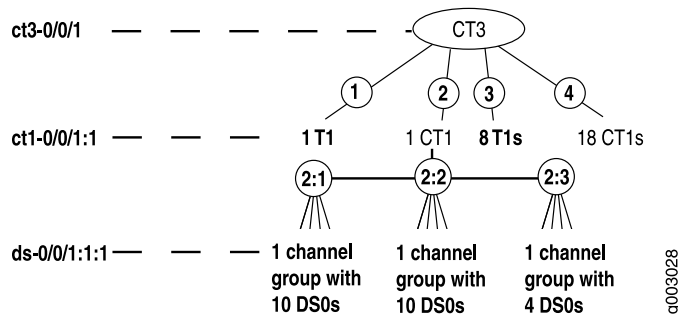 ct3-0/0/1
CT3
1
2
3
4
ct1-0/0/1:1
1 T1
1 CT1
8 T1s
18 CT1s
2:1
2:2
2:3
ds-0/0/1:1:1
1 channel
group with
10 DS0s
1 channel
group with
10 DS0s
1 channel
group with
4 DS0s
g003028